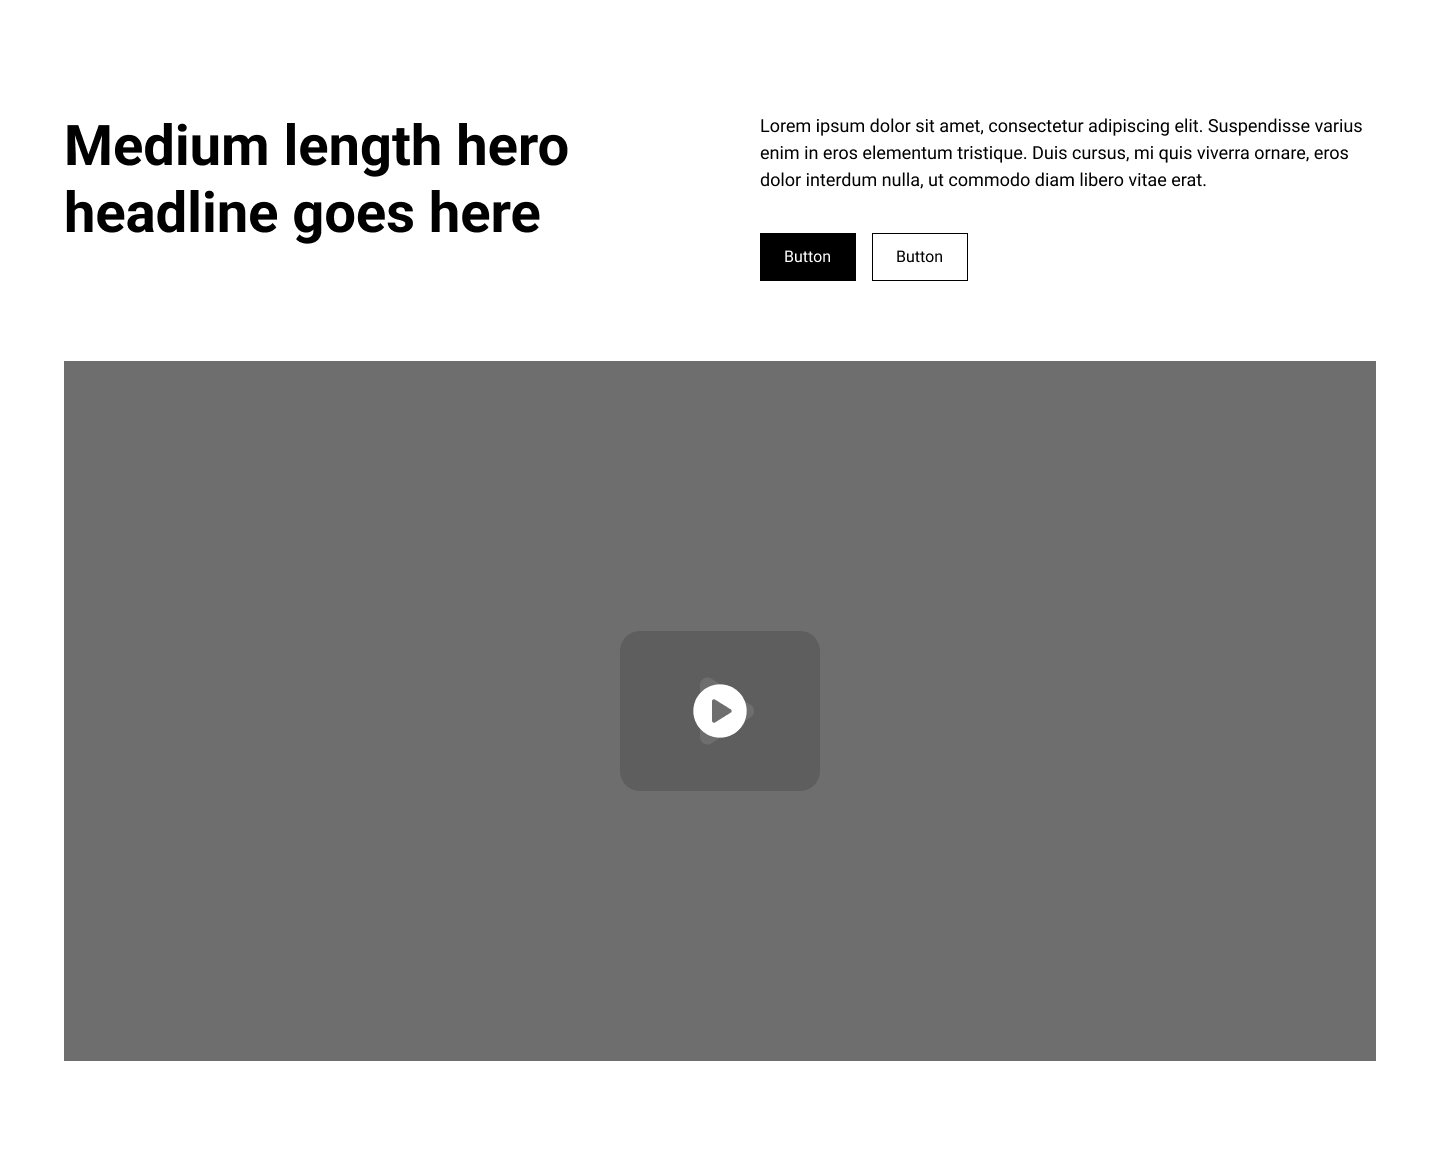 Medium length hero
headline goes here
Lorem ipsum dolor sit amet, consectetur adipiscing elit. Suspendisse varius
enim in eros elementum tristique. Duis cursus, mi quis viverra ornare, eros
dolor interdum nulla, ut commodo diam libero vitae erat.
Button
Button